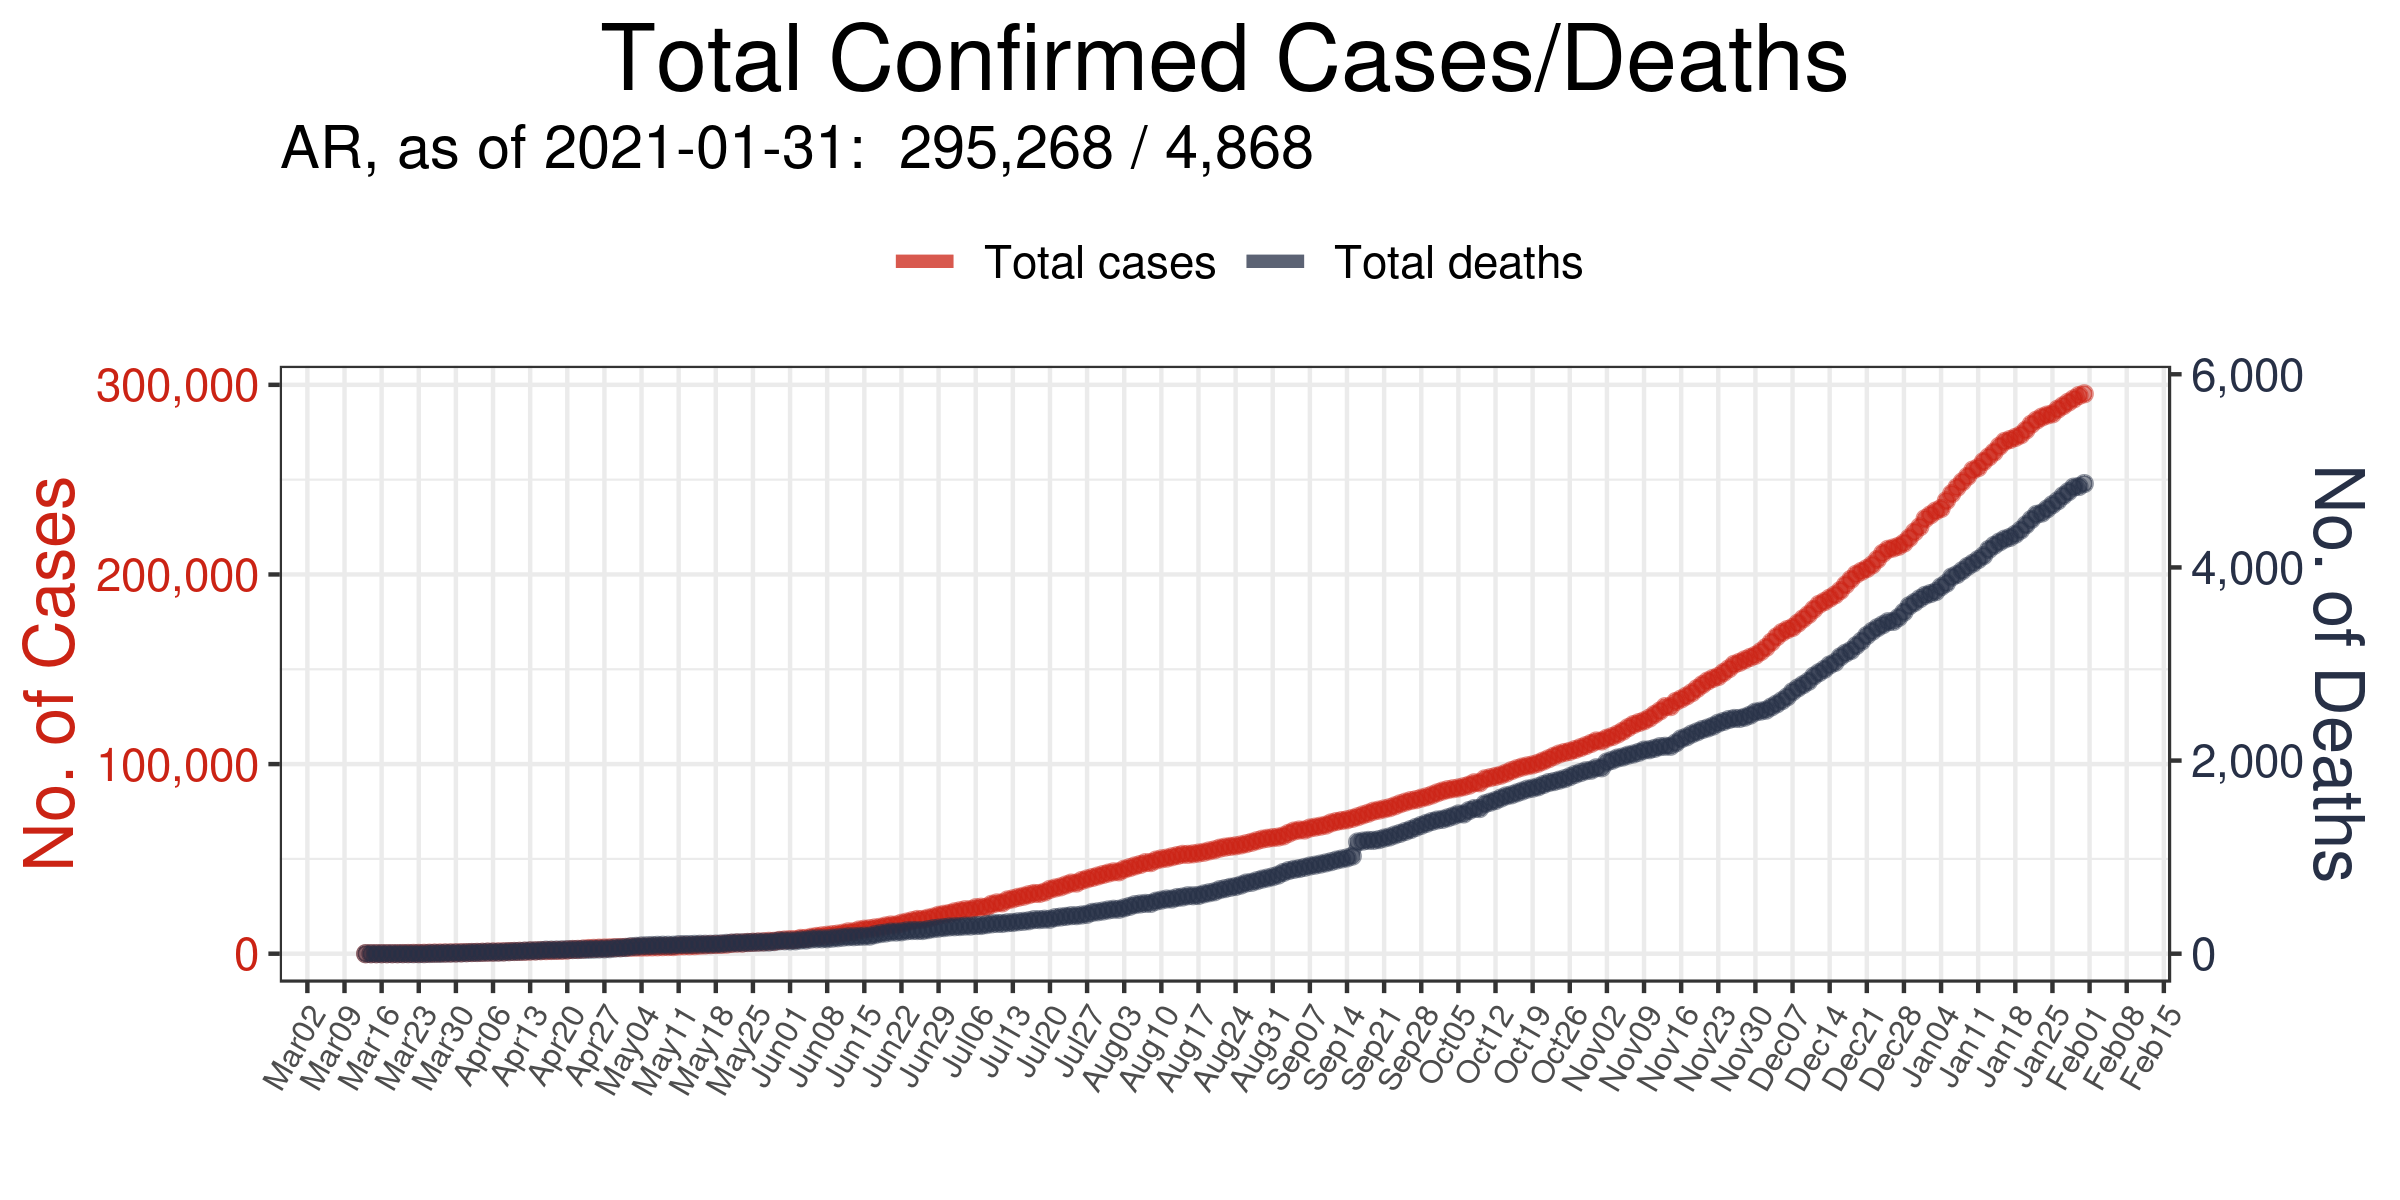 Total Confirmed Cases/Deaths
AR, as of 2021-01-31:  295,268 / 4,868
Total cases
Total deaths
No. of Cases
300,000
200,000
100,000
0
6,000
4,000
2,000
0
No. of Deaths
Mar02
Mar09
Mar16
Mar23
Mar30
Apr06
Apr13
Apr20
Apr27
May04
May11
May18
May25
Jun01
Jun08
Jun15
Jun22
Jun29
Jul06
Jul13
Jul20
Jul27
Aug03
Aug10
Aug17
Aug24
Aug31
Sep07
Sep14
Sep21
Sep28
Oct05
Oct12
Oct19
Oct26
Nov02
Nov09
Nov16
Nov23
Nov30
Dec07
Dec14
Dec21
Dec28
Jan04
Jan11
Jan18
Jan25
Feb01
Feb08
Feb15